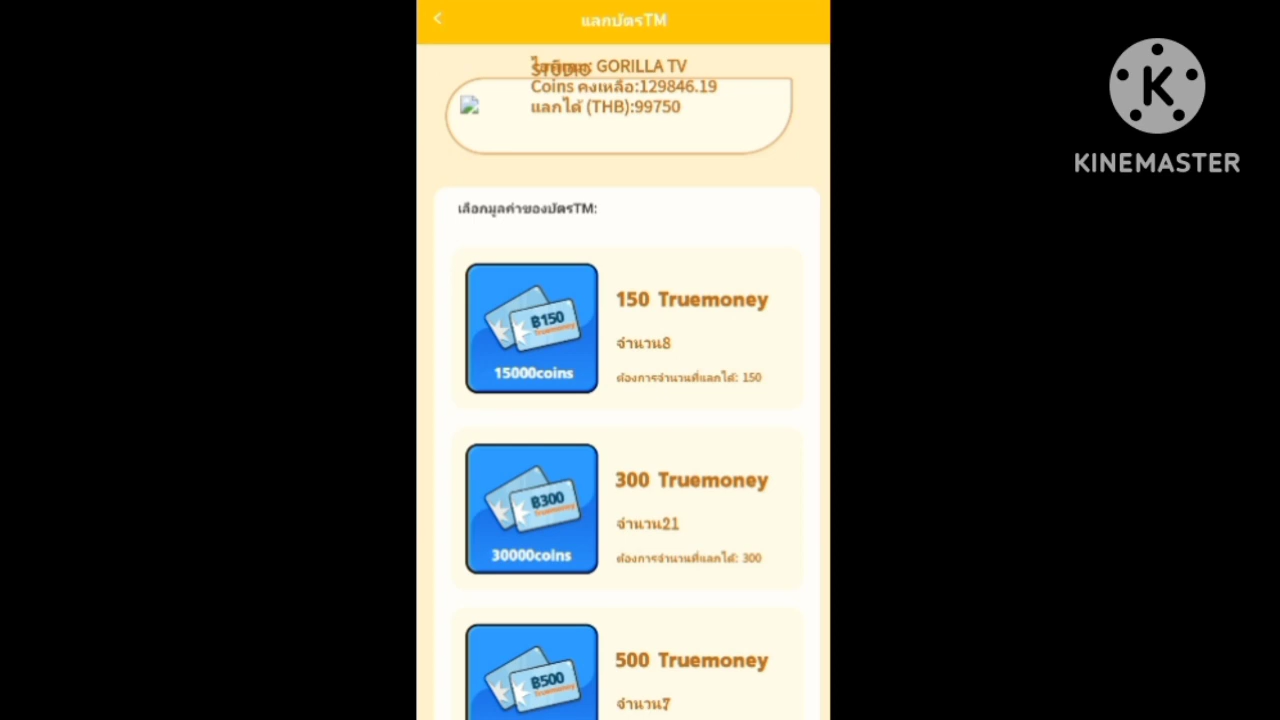 แลกบัตรTM
GORILLA TV
STUDIO
Coins คงเหลือ:129846.19
แลกได้ (THB):99750
K
KINEMASTER
เลือกมูลค่าของบัตรTM:
฿150
Truemoney
15000coins
150 Truemoney
จำนวน8
ต้องการจำนวนที่แลกได้: 150
฿300
Truemoney
30000coins
300 Truemoney
จำนวน21
ต้องการจำนวนที่แลกได้: 300
฿500
Truemoney
500 Truemoney
จำนวน7